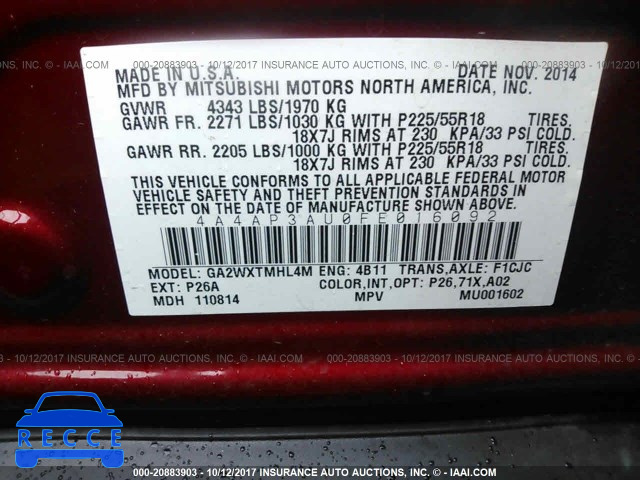 000-20883903 - 10/12/2017 INSURANCE AUTO AUCTIONS, INC. - © IAAI.COM
MADE IN U.S.A. DATE NOV. 2014
MFD BY MITSUBISHI MOTORS NORTH AMERICA, INC.
GVWR 4343 LBS/1970 KG
GAWR FR. 2271 LBS/1030 KG WITH P225/55R18 TIRES.
18X7J RIMS AT 230 KPA/33 PSI COLD.
GAWR RR. 2205 LBS/1000 KG WITH P225/55R18 TIRES.
18X7J RIMS AT 230 KPA/33 PSI COLD.
THIS VEHICLE CONFORMS TO ALL APPLICABLE FEDERAL MOTOR
VEHICLE SAFETY AND THEFT PREVENTION STANDARDS IN
EFFECT ON THE DATE OF MANUFACTURE SHOWN ABOVE.
4A4AP3AU0FE016092
MODEL: GA2WXTMHL4M ENG: 4B11 TRANS,AXLE: F1CJC
EXT: P26A COLOR,INT,OPT: P26,71X,A02
MDH 110814 MPV MU001602
000-20883903 - 10/12/2017 INSURANCE AUTO AUCTIONS, INC. - © IAAI.COM
RECCE
000-20883903 - 10/12/2017 INSURANCE AUTO AUCTIONS, INC. - © IAAI.COM